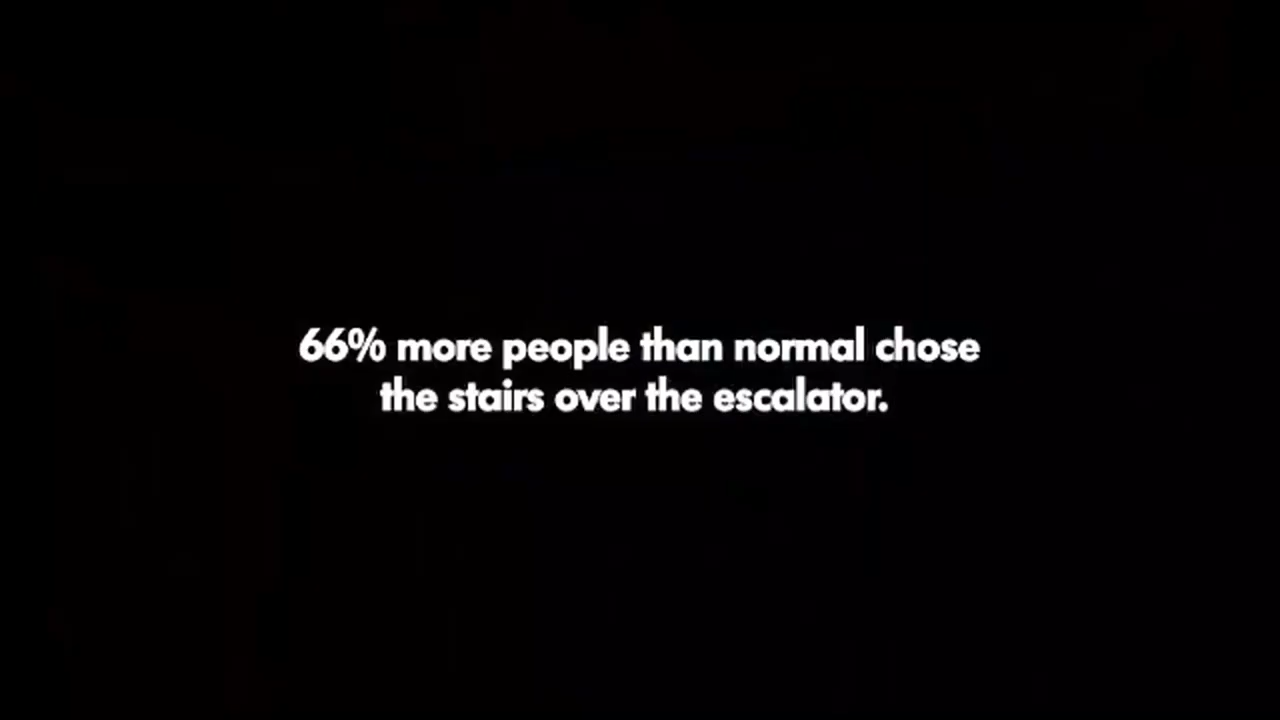 66% more people than normal chose
the stairs over the escalator.